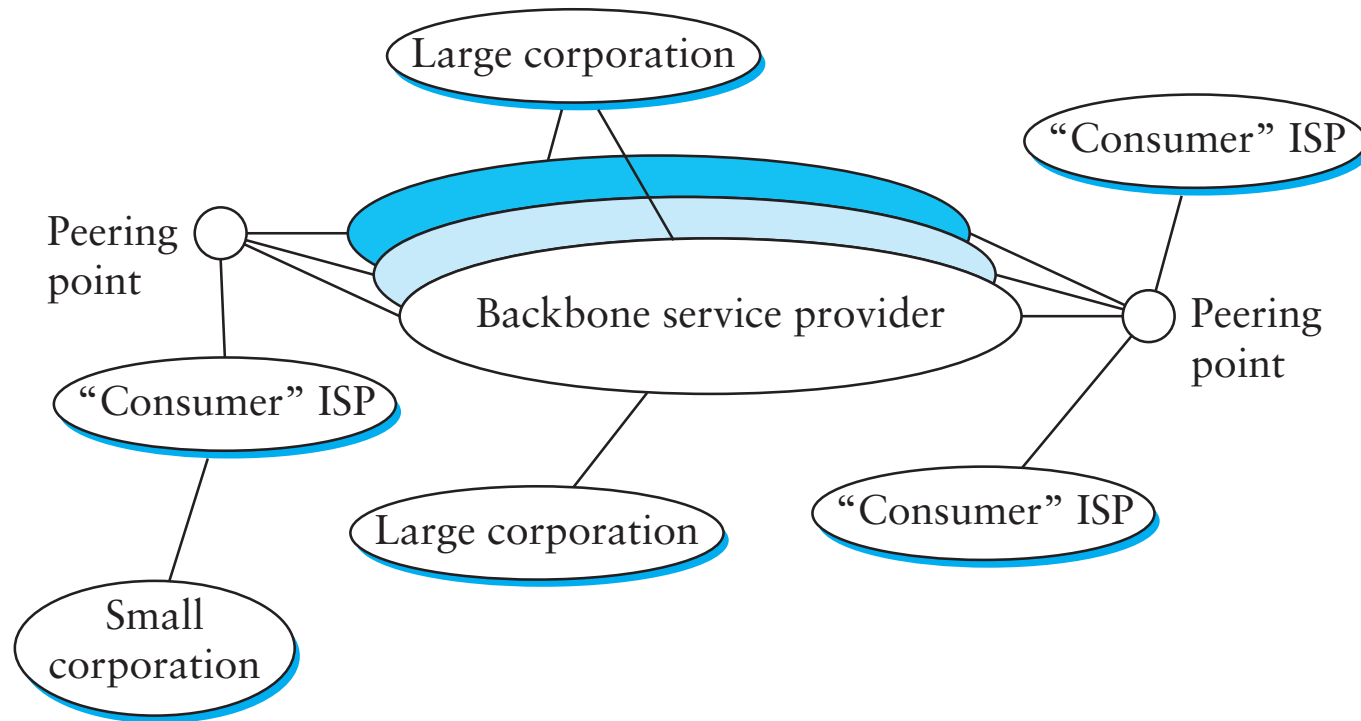 Large corporation
“Consumer” ISP
Peering
point
Backbone service provider
Peering
point
“Consumer” ISP
Large corporation
“Consumer” ISP
Small
corporation